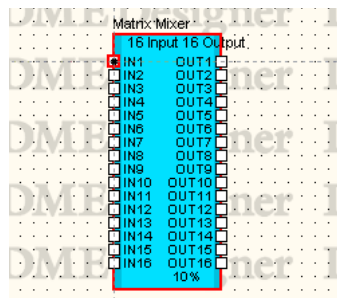 DME Designer
Matrix Mixer
16 Input 16 Output
IN1 OUT1
IN2 OUT2
IN3 OUT3
IN4 OUT4
IN5 OUT5
IN6 OUT6
IN7 OUT7
IN8 OUT8
IN9 OUT9
IN10 OUT10
IN11 OUT11
IN12 OUT12
IN13 OUT13
IN14 OUT14
IN15 OUT15
IN16 OUT16
10%